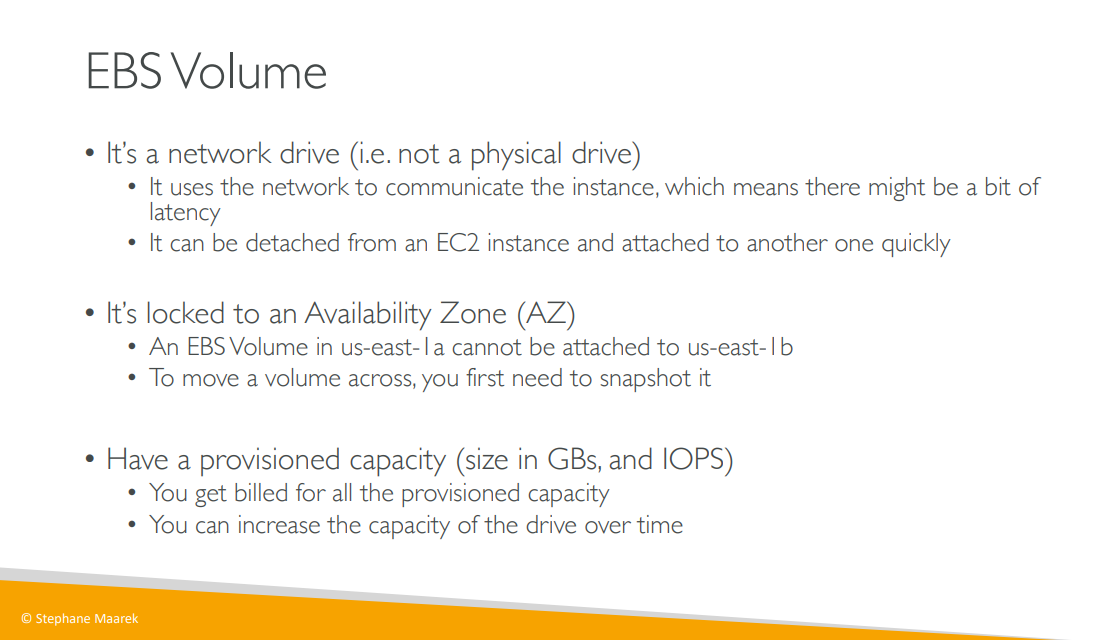 EBS Volume
• It's a network drive (i.e. not a physical drive)
• It uses the network to communicate the instance, which means there might be a bit of
latency
• It can be detached from an EC2 instance and attached to another one quickly
• It's locked to an Availability Zone (AZ)
• An EBS Volume in us-east-1a cannot be attached to us-east-1b
• To move a volume across, you first need to snapshot it
• Have a provisioned capacity (size in GBs, and IOPS)
• You get billed for all the provisioned capacity
• You can increase the capacity of the drive over time
© Stephane Maarek